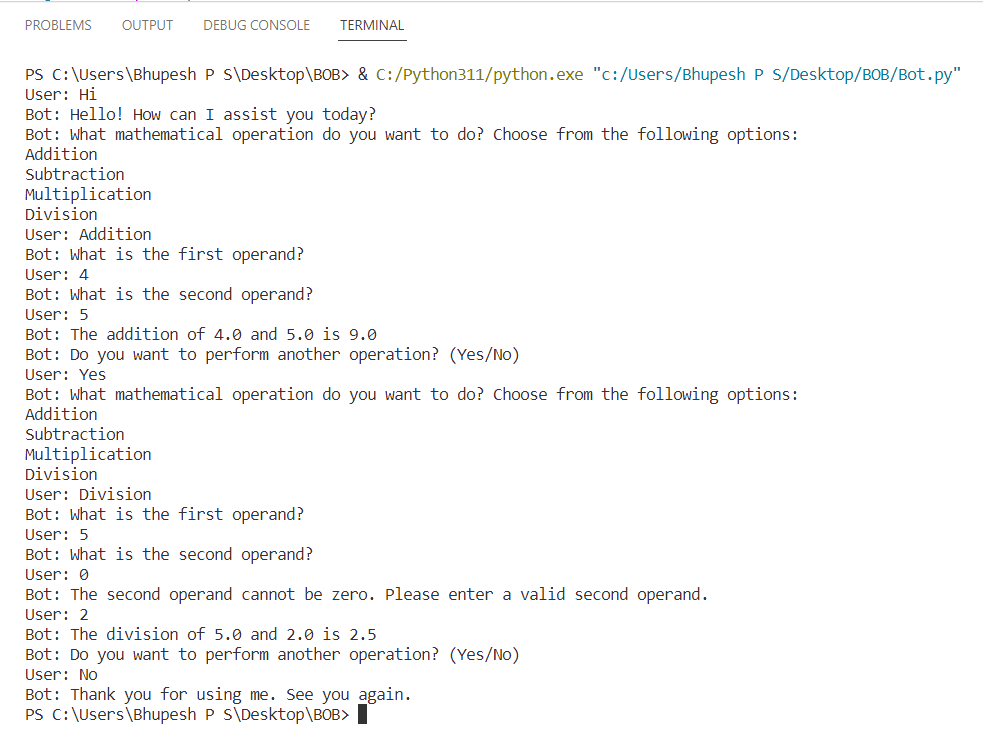 PROBLEMS OUTPUT DEBUG CONSOLE TERMINAL
PS C:\Users\Bhupesh P S\Desktop\BOB> & C:/Python311/python.exe "c:/Users/Bhupesh P S/Desktop/BOB/Bot.py"
User: Hi
Bot: Hello! How can I assist you today?
Bot: What mathematical operation do you want to do? Choose from the following options:
Addition
Subtraction
Multiplication
Division
User: Addition
Bot: What is the first operand?
User: 4
Bot: What is the second operand?
User: 5
Bot: The addition of 4.0 and 5.0 is 9.0
Bot: Do you want to perform another operation? (Yes/No)
User: Yes
Bot: What mathematical operation do you want to do? Choose from the following options:
Addition
Subtraction
Multiplication
Division
User: Division
Bot: What is the first operand?
User: 5
Bot: What is the second operand?
User: 0
Bot: The second operand cannot be zero. Please enter a valid second operand.
User: 2
Bot: The division of 5.0 and 2.0 is 2.5
Bot: Do you want to perform another operation? (Yes/No)
User: No
Bot: Thank you for using me. See you again.
PS C:\Users\Bhupesh P S\Desktop\BOB>